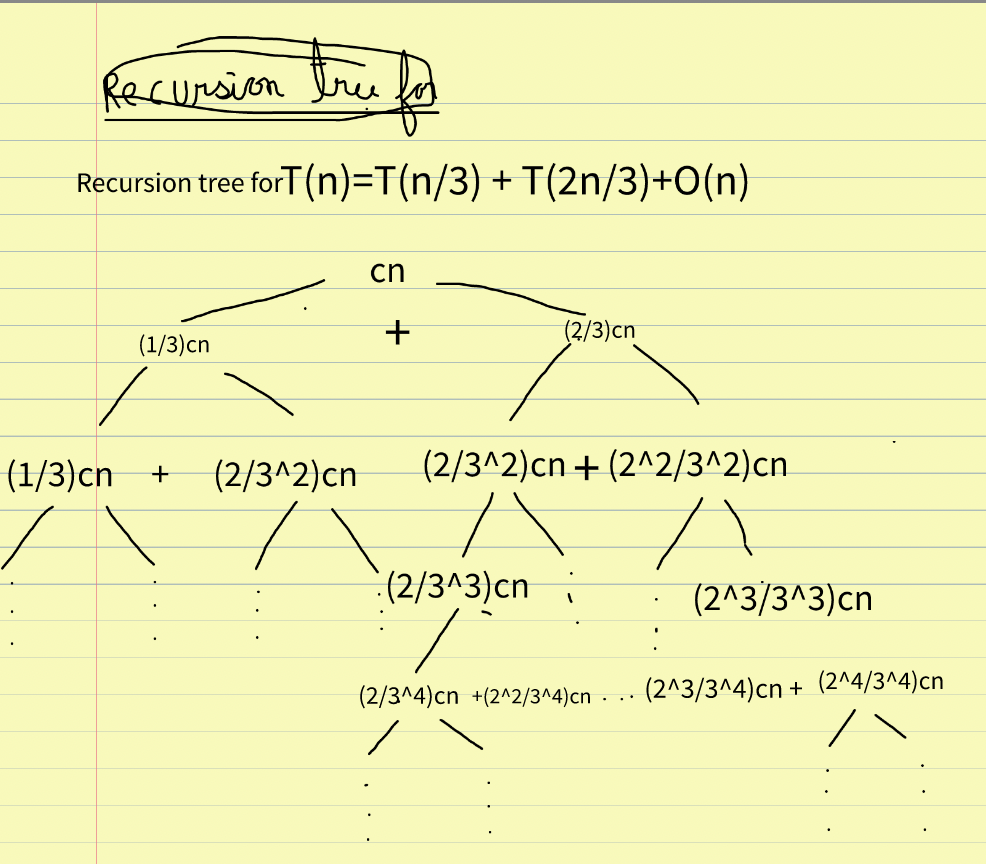 Recursion tree for
Recursion tree for T(n)=T(n/3) + T(2n/3)+O(n)
cn
(1/3)cn + (2/3)cn
(1/3)cn + (2/3^2)cn (2/3^2)cn + (2^2/3^2)cn
(2/3^3)cn (2^3/3^3)cn
(2/3^4)cn +(2^2/3^4)cn . . . . (2^3/3^4)cn + (2^4/3^4)cn